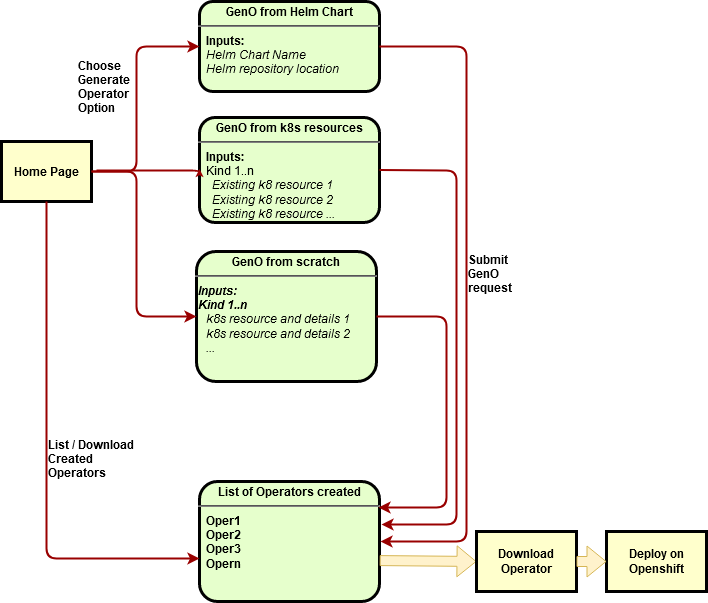 GenO from Helm Chart
Inputs:
Helm Chart Name
Helm repository location
Choose
Generate
Operator
Option
GenO from k8s resources
Inputs:
Kind 1..n
Existing k8 resource 1
Existing k8 resource 2
Existing k8 resource ...
Home Page
GenO from scratch
Inputs:
Kind 1..n
k8s resource and details 1
k8s resource and details 2
...
Submit
GenO
request
List / Download
Created
Operators
List of Operators created
Oper1
Oper2
Oper3
Opern
Download
Operator
Deploy on
Openshift